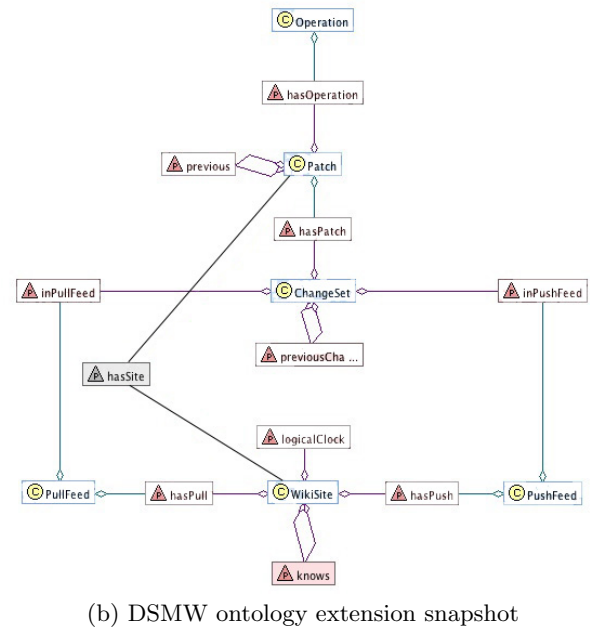 C Operation
P hasOperation
P previous
C Patch
P hasPatch
P inPullFeed
C ChangeSet
P inPushFeed
P previousCha ...
P hasSite
P logicalClock
C PullFeed
P hasPull
C WikiSite
P hasPush
C PushFeed
P knows
(b) DSMW ontology extension snapshot